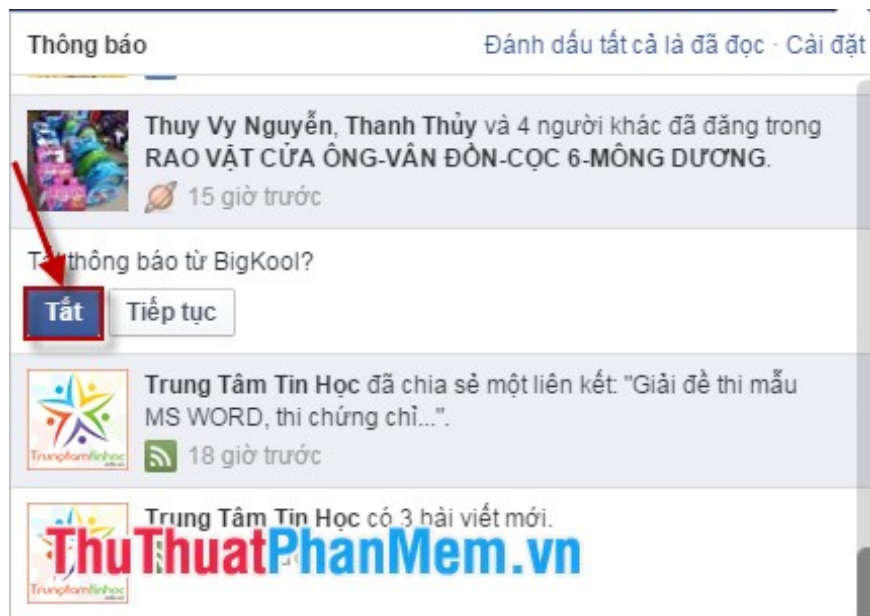 Thông báo
Đánh dấu tất cả là đã đọc · Cài đặt
Thuy Vy Nguyễn, Thanh Thủy và 4 người khác đã đăng trong
RAO VẶT CỬA ÔNG-VÂN ĐỒN-CỌC 6-MÔNG DƯƠNG.
15 giờ trước
Tắt thông báo từ BigKool?
Tắt
Tiếp tục
Trung Tâm Tin Học đã chia sẻ một liên kết: "Giải đề thi mẫu
MS WORD, thi chứng chỉ...".
Trungtamtinhoc
18 giờ trước
Trung Tâm Tin Học có 3 bài viết mới.
ThuThuatPhanMem.vn
Trungtamtinhoc